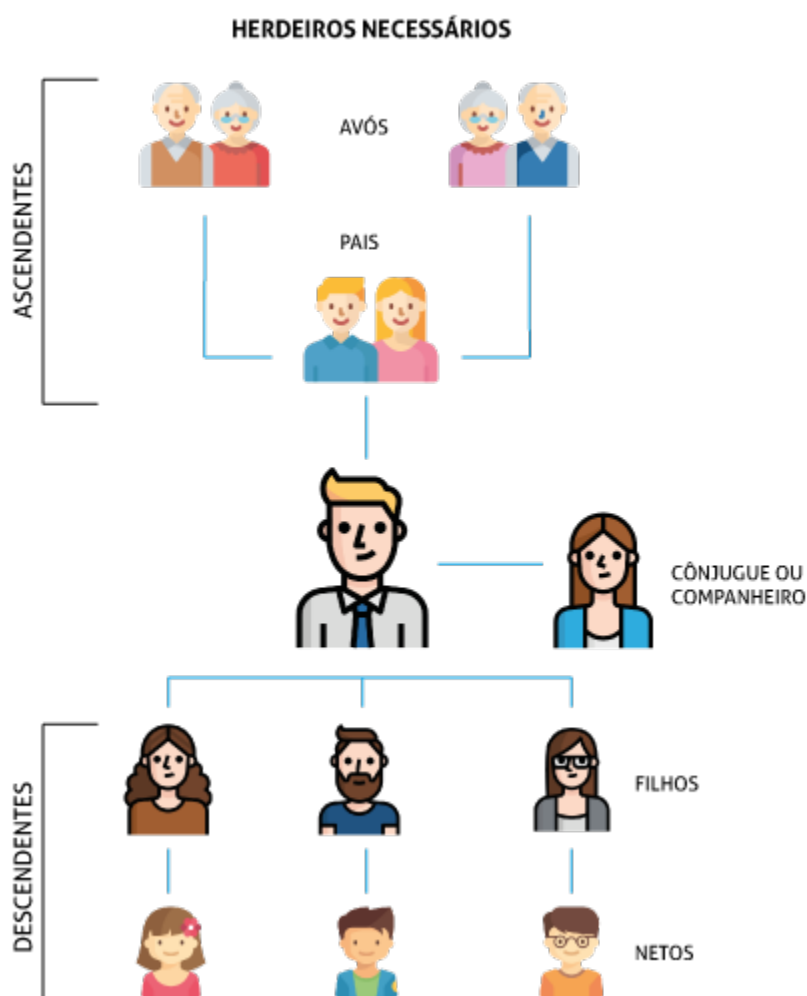 HERDEIROS NECESSÁRIOS
ASCENDENTES
AVÓS
PAIS
CÔNJUGUE OU
COMPANHEIRO
DESCENDENTES
FILHOS
NETOS